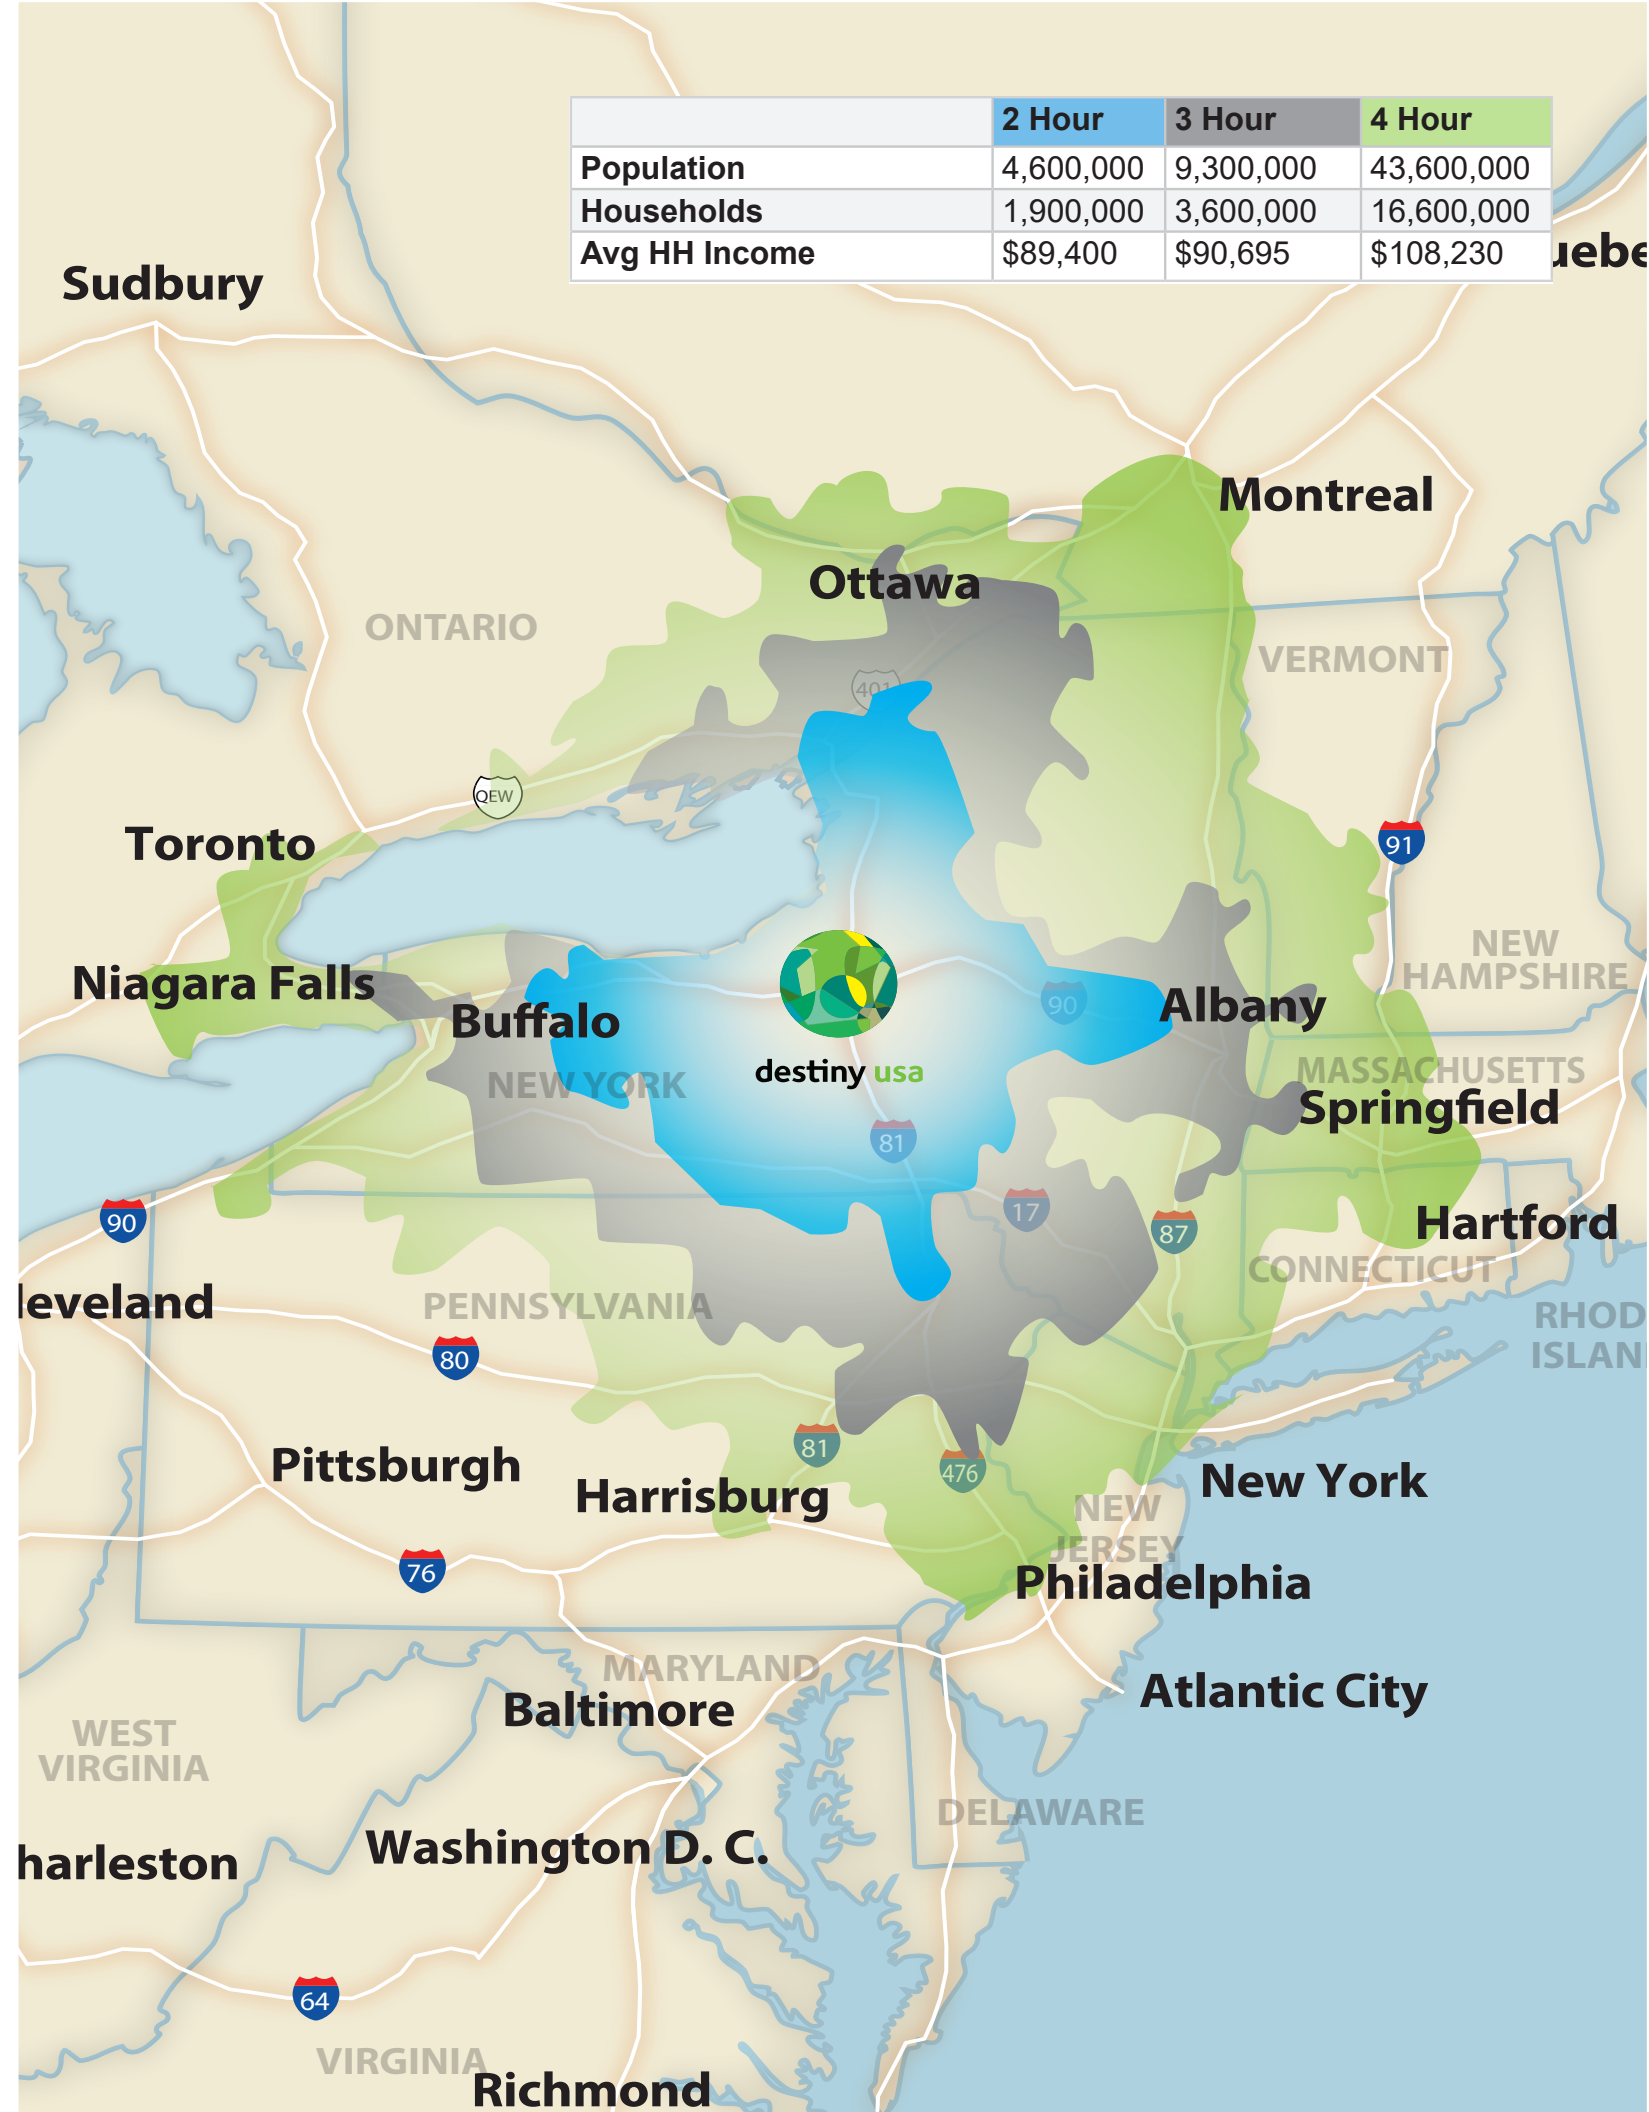 2 Hour 3 Hour 4 Hour
Population 4,600,000 9,300,000 43,600,000
Households 1,900,000 3,600,000 16,600,000
Avg HH Income $89,400 $90,695 $108,230
uebe
Sudbury
Montreal
Ottawa
ONTARIO
VERMONT
401
QEW
Toronto
91
NEW
HAMPSHIRE
Niagara Falls
Buffalo
90
Albany
destiny usa
NEW YORK
MASSACHUSETTS
Springfield
81
17
90
87
Hartford
CONNECTICUT
leveland
PENNSYLVANIA
RHOD
ISLAN
80
81
476
Pittsburgh
Harrisburg
New York
NEW
JERSEY
76
Philadelphia
MARYLAND
Baltimore
Atlantic City
WEST
VIRGINIA
DELAWARE
Washington D. C.
harleston
64
VIRGINIA
Richmond